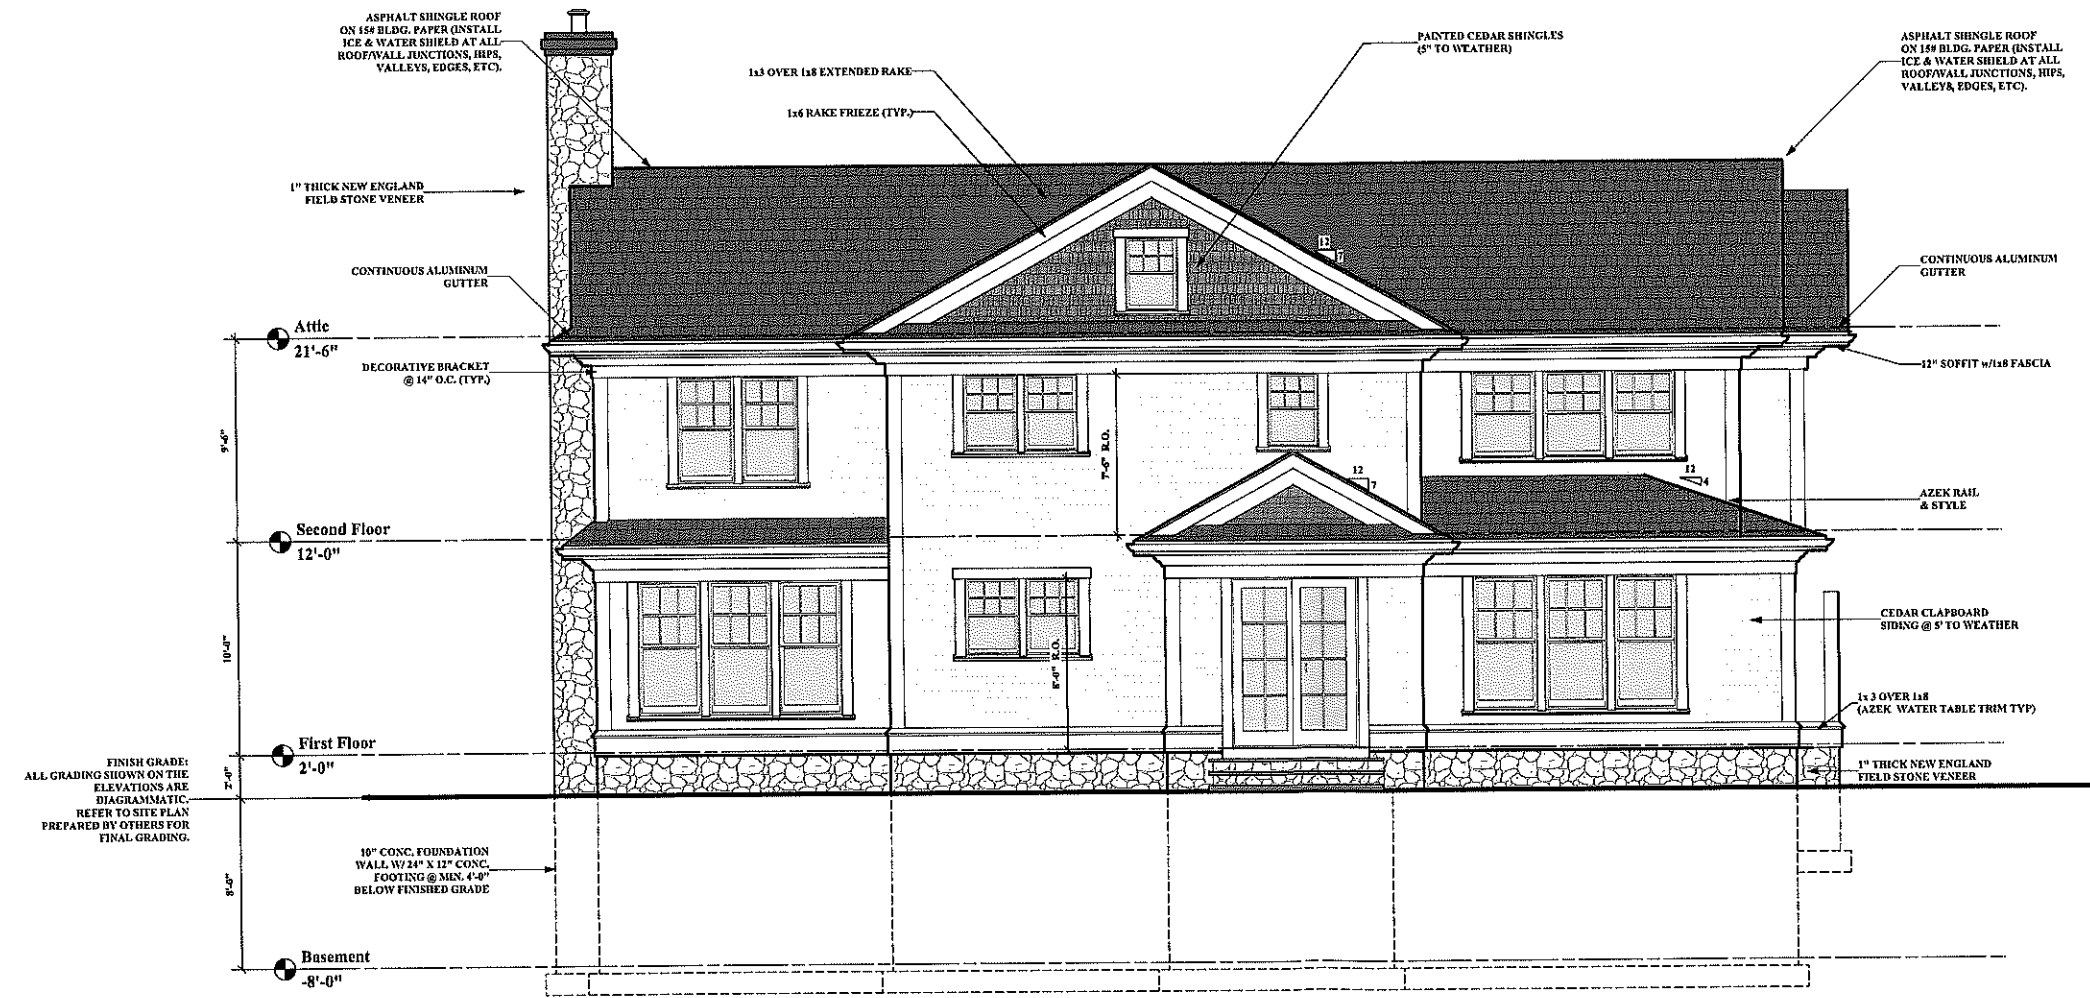 ASPHALT SHINGLE ROOF
ON 15# BLDG. PAPER (INSTALL
ICE & WATER SHIELD AT ALL
ROOF/WALL JUNCTIONS, HIPS,
VALLEYS, EDGES, ETC).
1x3 OVER 1x8 EXTENDED RAKE
1x6 RAKE FRIEZE (TYP.)
PAINTED CEDAR SHINGLES
(5" TO WEATHER)
ASPHALT SHINGLE ROOF
ON 15# BLDG. PAPER (INSTALL
ICE & WATER SHIELD AT ALL
ROOF/WALL JUNCTIONS, HIPS,
VALLEYS, EDGES, ETC).
1" THICK NEW ENGLAND
FIELD STONE VENEER
12
7
CONTINUOUS ALUMINUM
GUTTER
CONTINUOUS ALUMINUM
GUTTER
Attic
21'-6"
DECORATIVE BRACKET
@ 14" O.C. (TYP.)
12" SOFFIT w/1x8 FASCIA
9'-6"
7'-6" R.O.
12
7
12
4
AZEK RAIL
& STYLE
Second Floor
12'-0"
10'-0"
8'-0" R.O.
CEDAR CLAPBOARD
SIDING @ 5' TO WEATHER
1x 3 OVER 1x8
(AZEK WATER TABLE TRIM TYP)
First Floor
2'-0"
2'-0"
1" THICK NEW ENGLAND
FIELD STONE VENEER
FINISH GRADE:
ALL GRADING SHOWN ON THE
ELEVATIONS ARE
DIAGRAMMATIC.
REFER TO SITE PLAN
PREPARED BY OTHERS FOR
FINAL GRADING.
10" CONC. FOUNDATION
WALL W/ 24" X 12" CONC.
FOOTING @ MIN. 4'-0"
BELOW FINISHED GRADE
8'-0"
Basement
-8'-0"